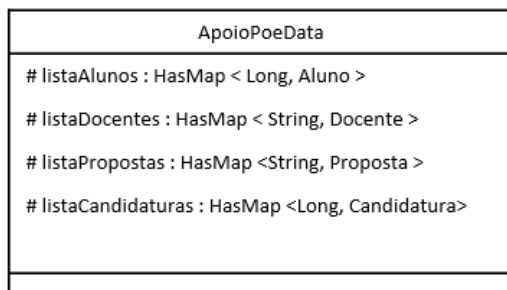 ApoioPoeData
# listaAlunos : HasMap < Long, Aluno >
# listaDocentes : HasMap < String, Docente >
# listaPropostas : HasMap <String, Proposta >
# listaCandidaturas : HasMap <Long, Candidatura>